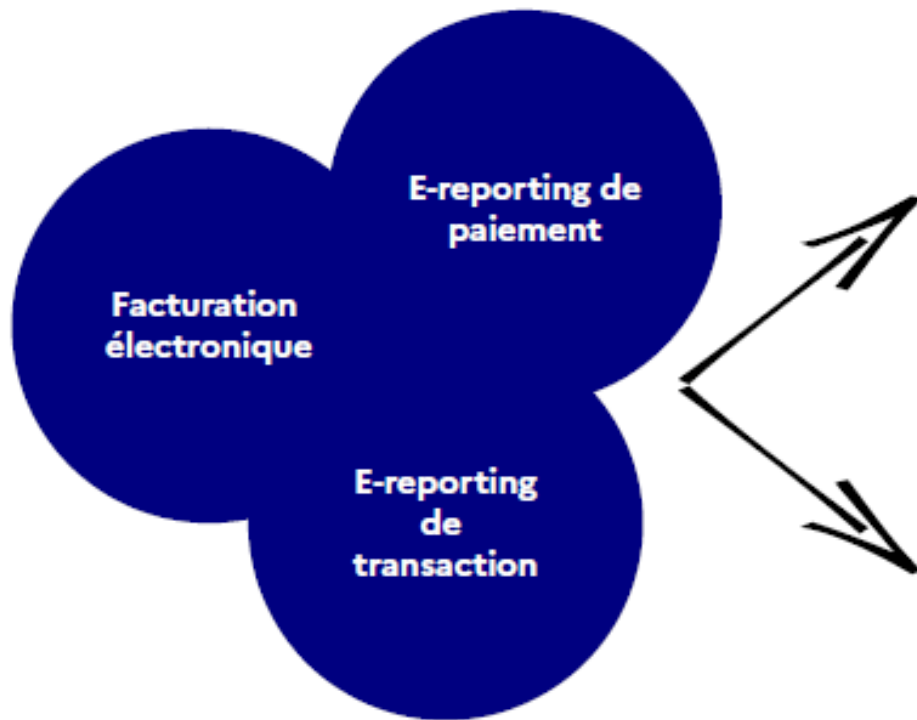 E-reporting de
paiement
Facturation
électronique
E-reporting
de
transaction